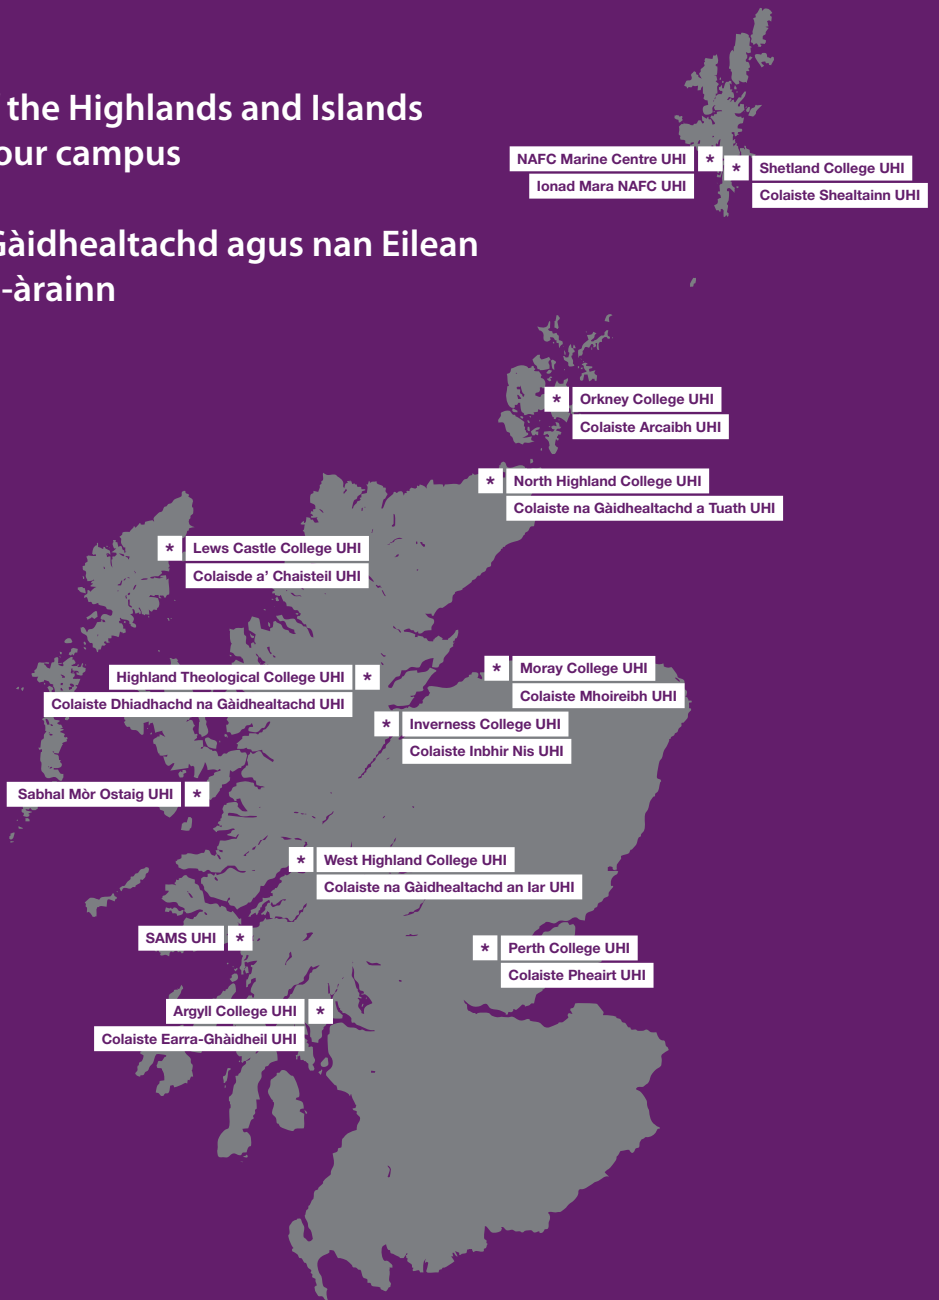 the Highlands and Islands
our campus
Gàidhealtachd agus nan Eilean
-àrainn
NAFC Marine Centre UHI *
Ionad Mara NAFC UHI
* Shetland College UHI
Colaiste Shealtainn UHI
* Orkney College UHI
Colaiste Arcaibh UHI
* North Highland College UHI
Colaiste na Gàidhealtachd a Tuath UHI
* Lews Castle College UHI
Colaisde a' Chaisteil UHI
Highland Theological College UHI *
Colaiste Dhiadhachd na Gàidhealtachd UHI
* Moray College UHI
Colaiste Mhoireibh UHI
* Inverness College UHI
Colaiste Inbhir Nis UHI
Sabhal Mòr Ostaig UHI *
* West Highland College UHI
Colaiste na Gàidhealtachd an Iar UHI
SAMS UHI *
* Perth College UHI
Colaiste Pheairt UHI
Argyll College UHI *
Colaiste Earra-Ghàidheil UHI